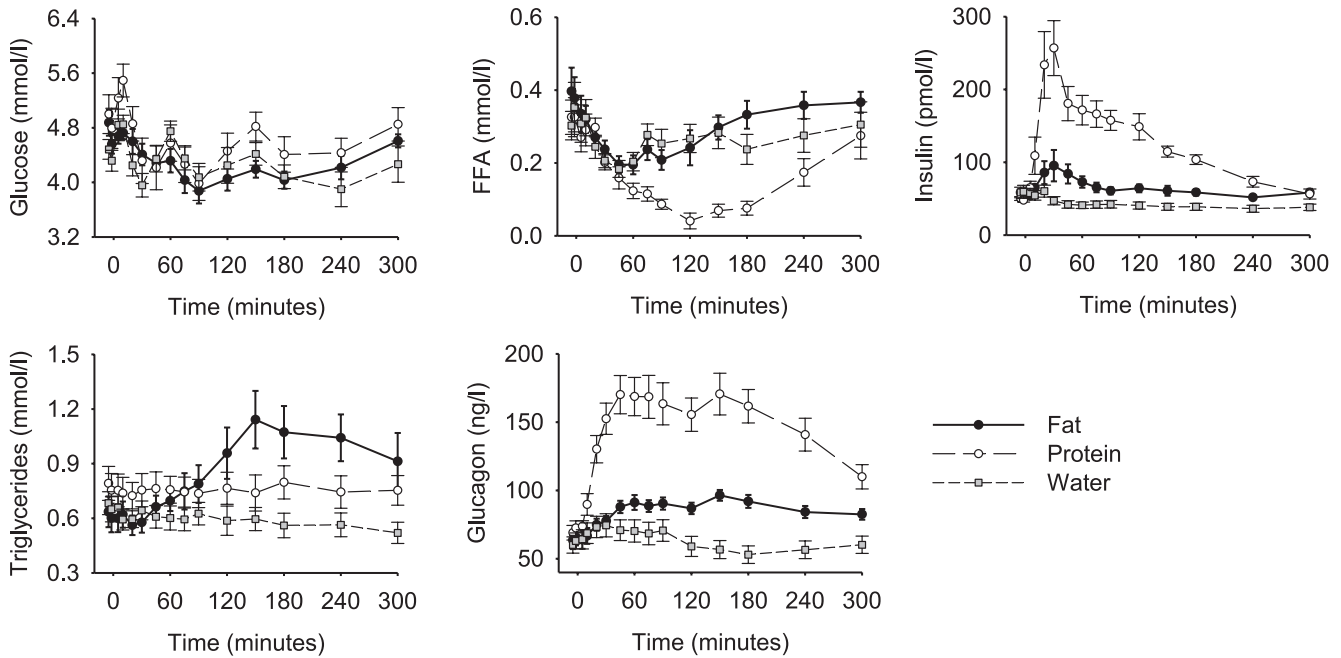 Glucose (mmol/l)
6.4
5.6
4.8
4.0
3.2
0 60 120 180 240 300
Time (minutes)
FFA (mmol/l)
0.6
0.4
0.2
0.0
0 60 120 180 240 300
Time (minutes)
Insulin (pmol/l)
300
200
100
0
0 60 120 180 240 300
Time (minutes)
Triglycerides (mmol/l)
1.5
1.2
0.9
0.6
0.3
0 60 120 180 240 300
Time (minutes)
Glucagon (ng/l)
200
150
100
50
0 60 120 180 240 300
Time (minutes)
Fat
Protein
Water